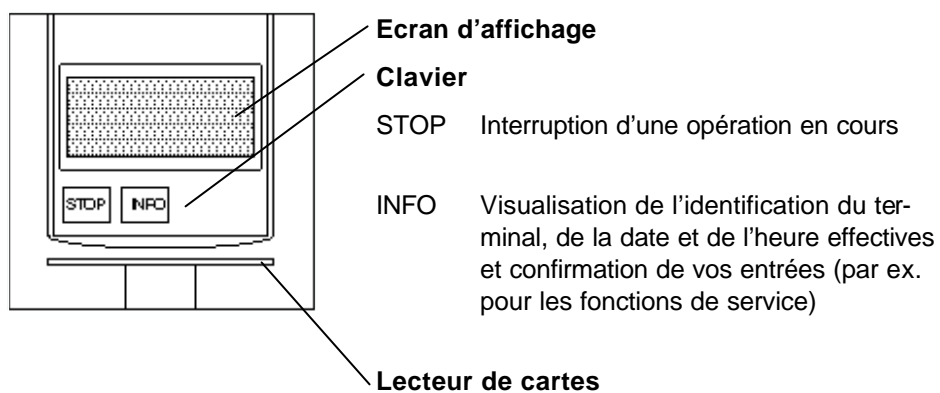 Ecran d’affichage
Clavier
STOP Interruption d’une opération en cours
STOP INFO
INFO Visualisation de l’identification du ter-
minal, de la date et de l’heure effectives
et confirmation de vos entrées (par ex.
pour les fonctions de service)
Lecteur de cartes